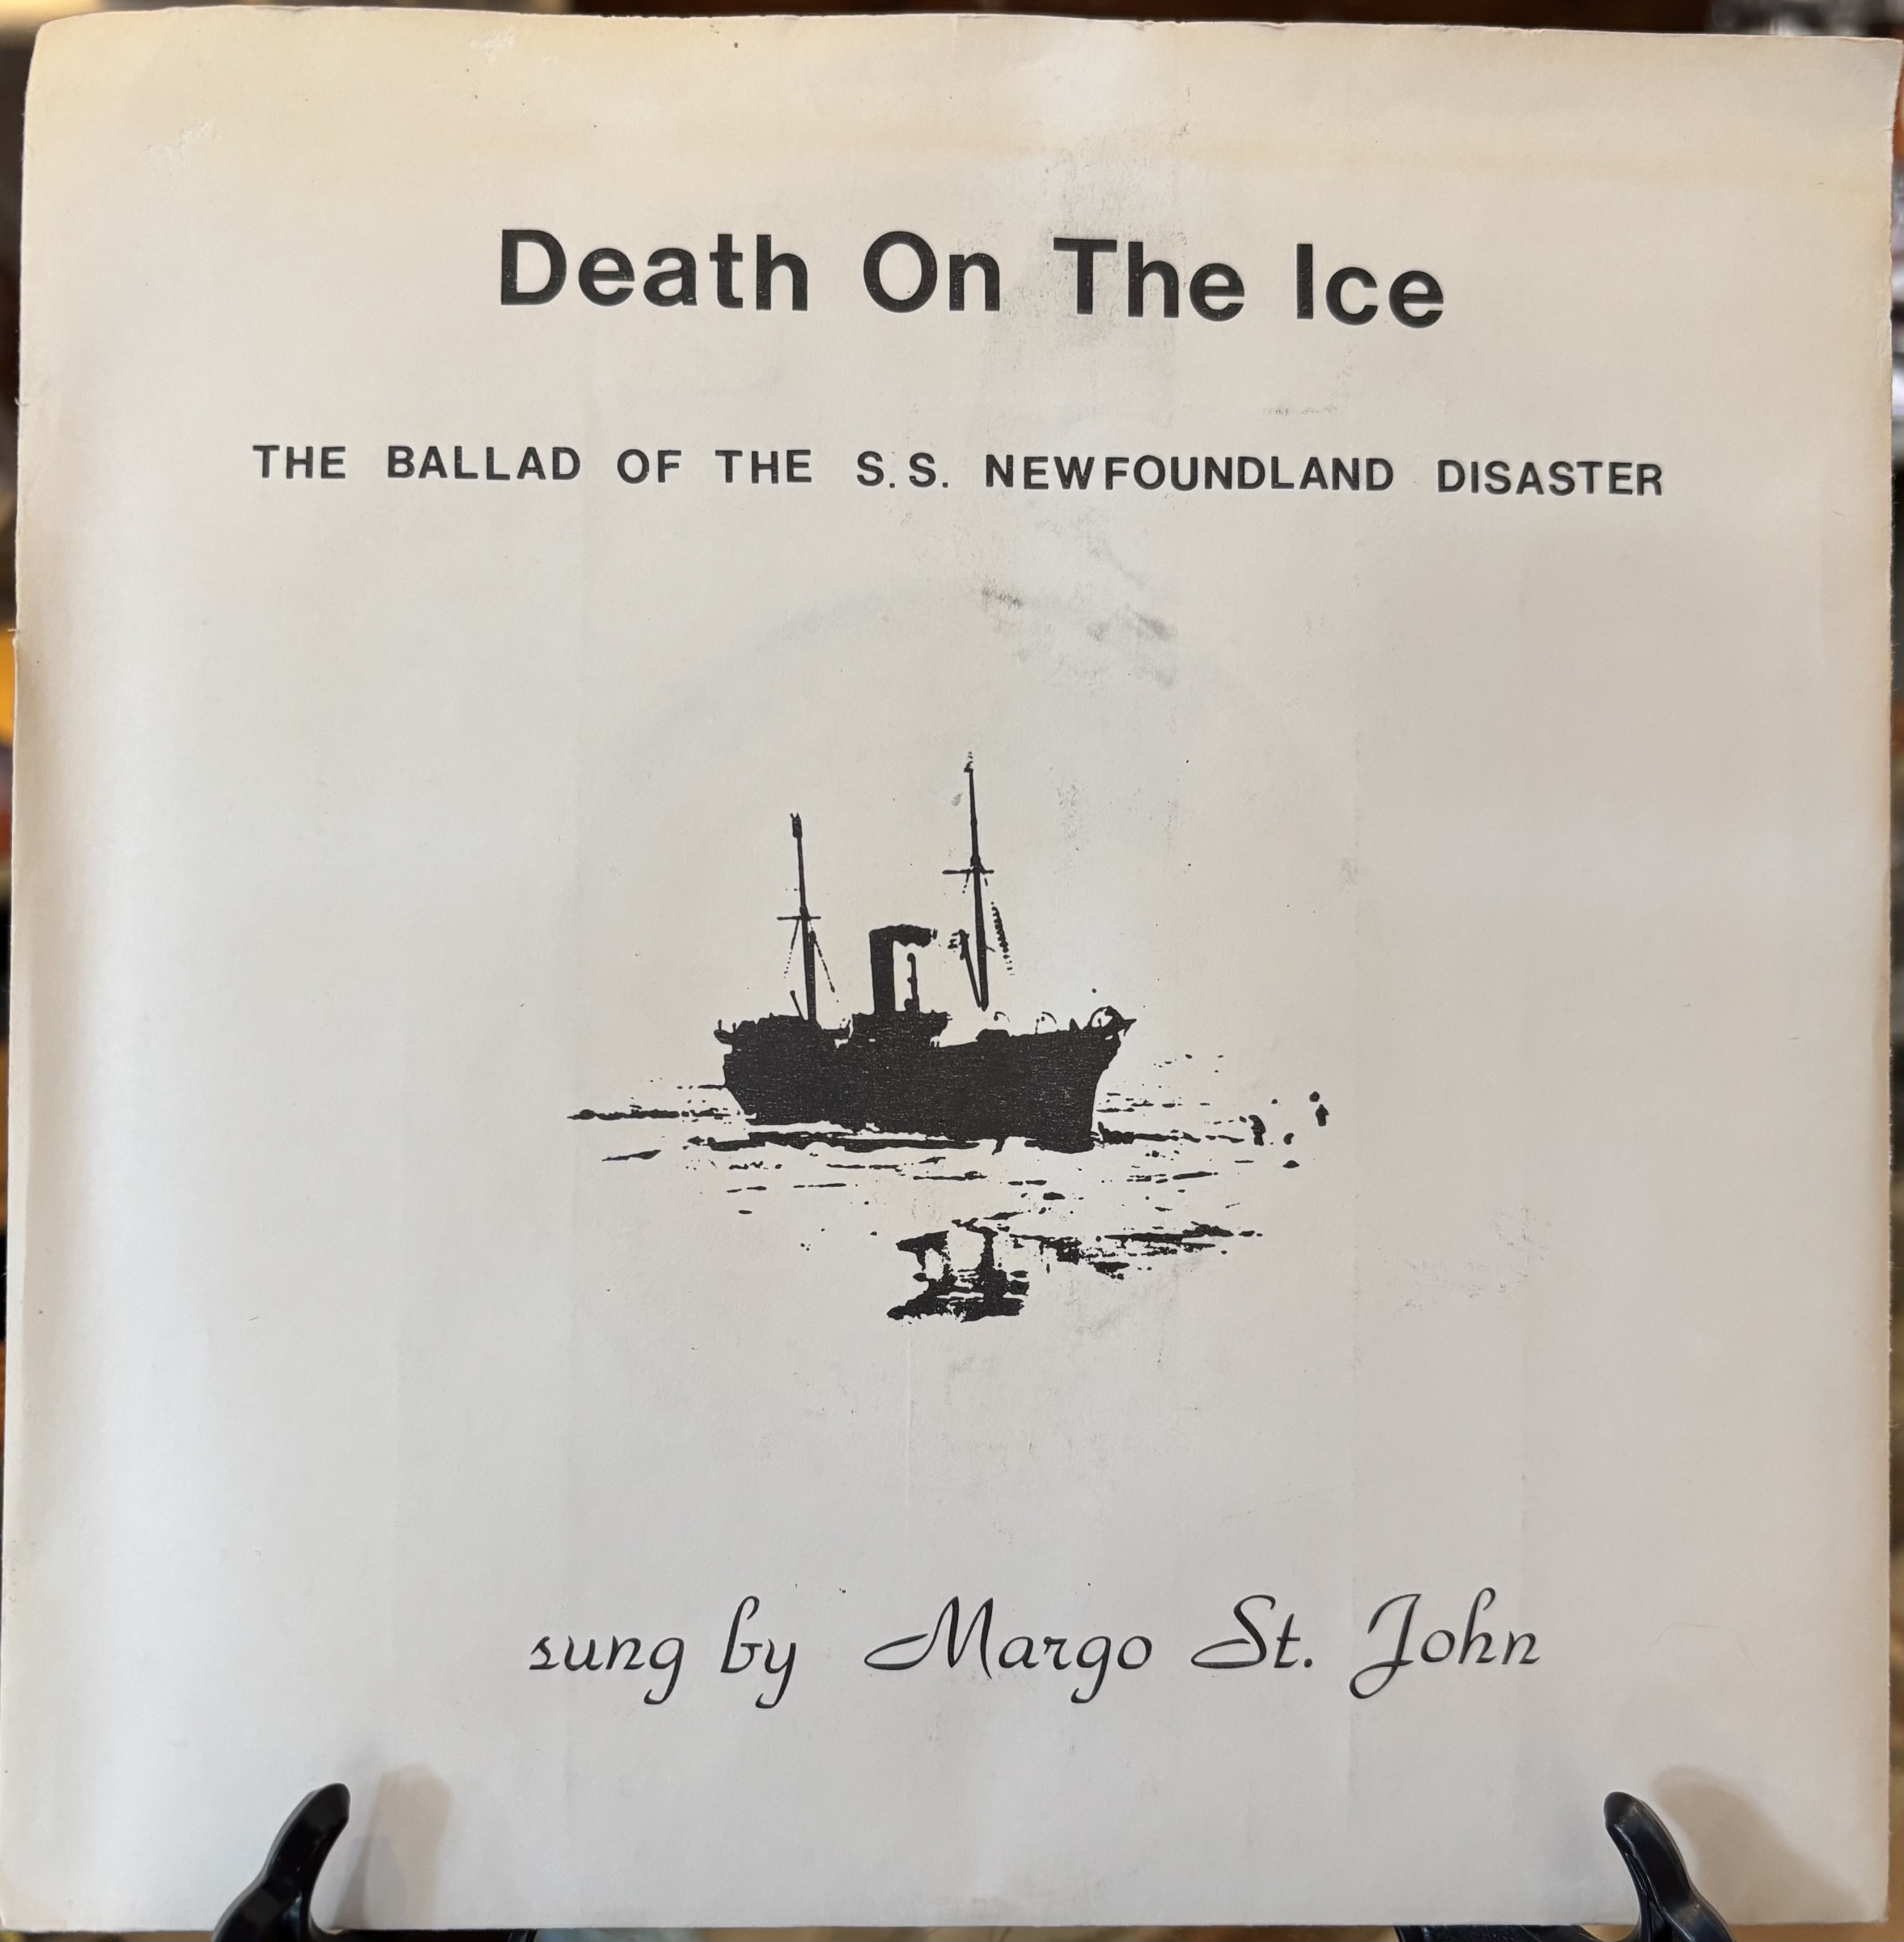 Death On The Ice
THE BALLAD OF THE S.S. NEWFOUNDLAND DISASTER
sung by Margo St. John